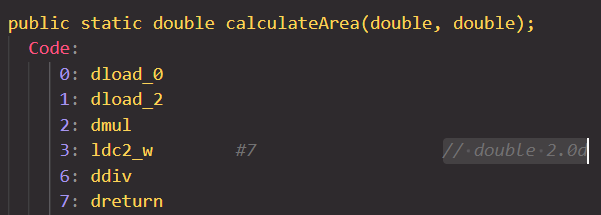 public static double calculateArea(double, double);
Code:
0: dload_0
1: dload_2
2: dmul
3: ldc2_w #7 // double 2.0d
6: ddiv
7: dreturn